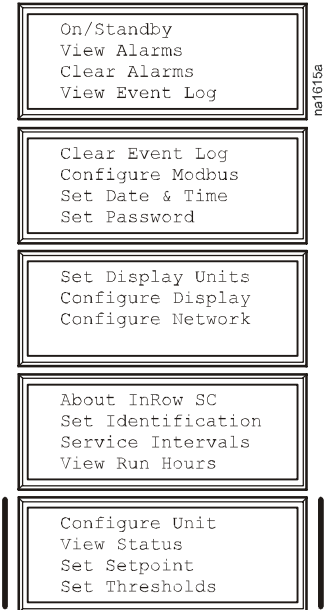 On/Standby
View Alarms
Clear Alarms
View Event Log
na1615a
Clear Event Log
Configure Modbus
Set Date & Time
Set Password
Set Display Units
Configure Display
Configure Network
About InRow SC
Set Identification
Service Intervals
View Run Hours
Configure Unit
View Status
Set Setpoint
Set Thresholds